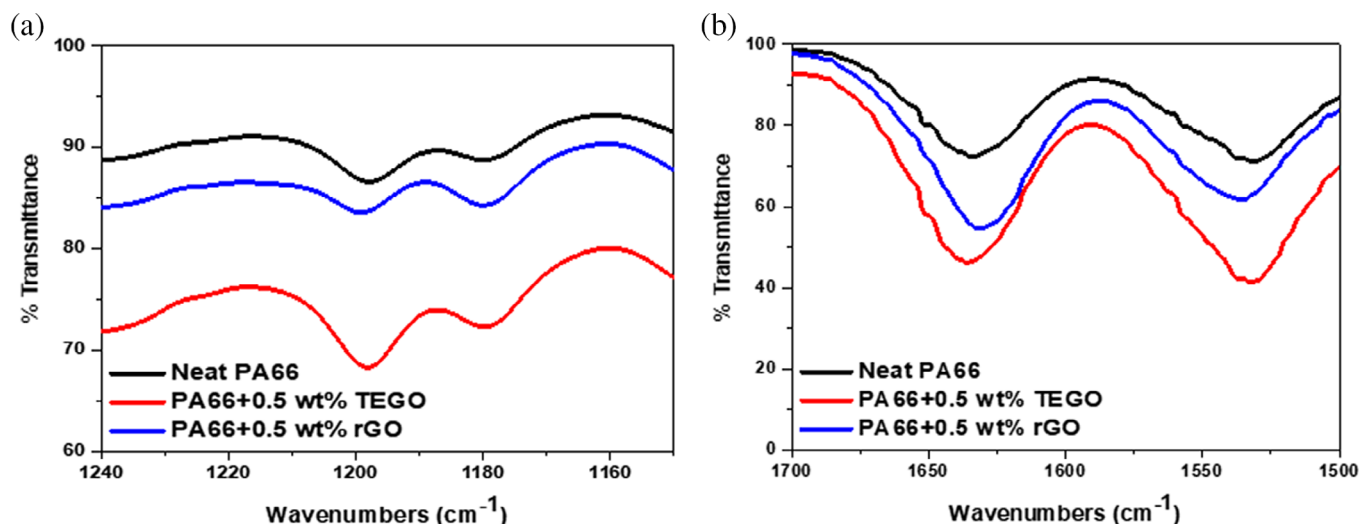 (a)
100
90
80
70
60
% Transmittance
Neat PA66
PA66+0.5 wt% TEGO
PA66+0.5 wt% rGO
1240
1220
1200
1180
1160
Wavenumbers (cm⁻¹)
(b)
100
80
60
40
20
0
% Transmittance
Neat PA66
PA66+0.5 wt% TEGO
PA66+0.5 wt% rGO
1700
1650
1600
1550
1500
Wavenumbers (cm⁻¹)